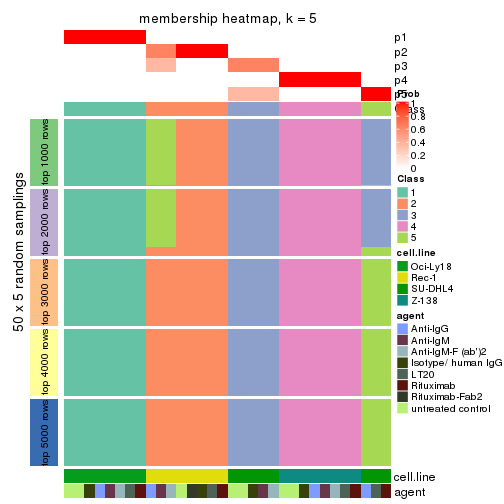 membership heatmap, k = 5
p1
p2
p3
p4
p5
Class
Prob
1
0.8
0.6
0.4
0.2
0
Class
1
2
3
4
5
cell.line
Oci-Ly18
Rec-1
SU-DHL4
Z-138
agent
Anti-IgG
Anti-IgM
Anti-IgM-F (ab')2
Isotype/ human IgG
LT20
Rituximab
Rituximab-Fab2
untreated control
50 x 5 random samplings
top 1000 rows
top 2000 rows
top 3000 rows
top 4000 rows
top 5000 rows
cell.line
agent